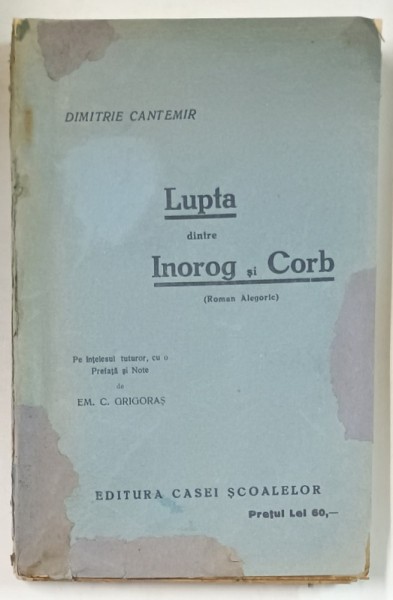 DIMITRIE CANTEMIR
Lupta
dintre
Inorog și Corb
(Roman Alegoric)
Pe înțelesul tuturor, cu o
Prefață și Note
de
EM. C. GRIGORAȘ
EDITURA CASEI ȘCOALELOR
Prețul Lei 60,—